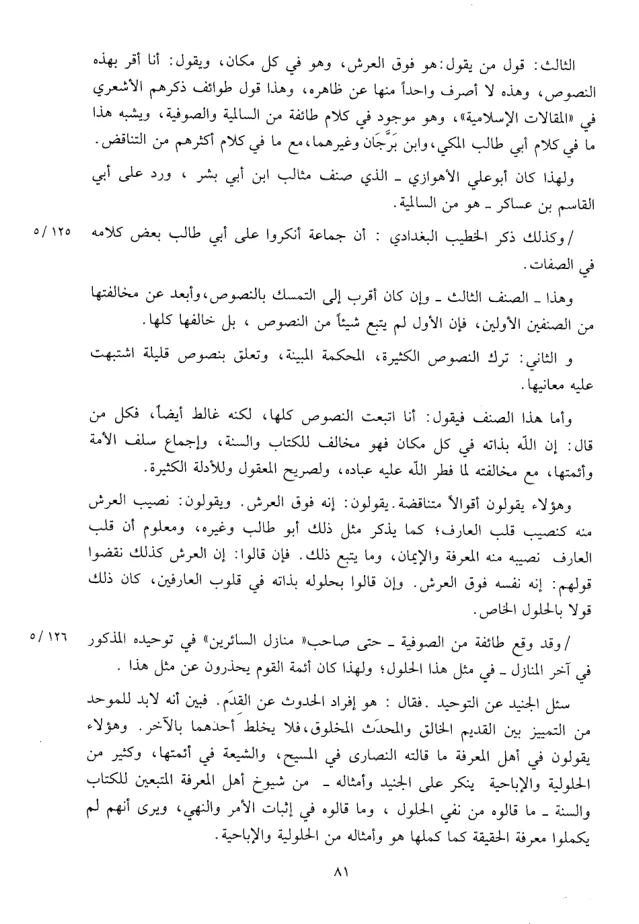 الثالث: قول من يقول:هو فوق العرش، وهو في كل مكان، ويقول: أنا أقر بهذه
النصوص، وهذه لا أصرف واحداً منها عن ظاهره، وهذا قول طوائف ذكرهم الأشعري
في «المقالات الإسلامية»، وهو موجود في كلام طائفة من السالمية والصوفية، ويشبه هذا
ما في كلام أبي طالب المكي،وابن بَرَّجَان وغيرهما،مع ما في كلام أكثرهم من التناقض.
ولهذا كان أبوعلي الأهوازي ـ الذي صنف مثالب ابن أبي بشر ، ورد على أبي
القاسم بن عساكر ـ هو من السالمية.
/وكذلك ذكر الخطيب البغدادي : أن جماعة أنكروا على أبي طالب بعض كلامه ٥/١٢٥
في الصفات.
وهذا ـ الصنف الثالث ـ وإن كان أقرب إلى التمسك بالنصوص،وأبعد عن مخالفتها
من الصنفين الأولين، فإن الأول لم يتبع شيئاً من النصوص ، بل خالفها كلها.
و الثاني: ترك النصوص الكثيرة، المحكمة المبينة، وتعلق بنصوص قليلة اشتبهت
عليه معانيها.
وأما هذا الصنف فيقول: أنا اتبعت النصوص كلها، لكنه غالط أيضاً، فكل من
قال: إن الله بذاته في كل مكان فهو مخالف للكتاب والسنة، وإجماع سلف الأمة
وأئمتها، مع مخالفته لما فطر الله عليه عباده، ولصريح المعقول وللأدلة الكثيرة.
وهؤلاء يقولون أقوالاً متناقضة.يقولون: إنه فوق العرش. ويقولون: نصيب العرش
منه كنصيب قلب العارف؛ كما يذكر مثل ذلك أبو طالب وغيره، ومعلوم أن قلب
العارف نصيبه منه المعرفة والإيمان، وما يتبع ذلك. فإن قالوا: إن العرش كذلك نقضوا
قولهم: إنه نفسه فوق العرش. وإن قالوا بحلوله بذاته في قلوب العارفين، كان ذلك
قولا بالحلول الخاص.
/وقد وقع طائفة من الصوفية ـ حتى صاحب« منازل السائرين» في توحيده المذكور ٥/١٢٦
في آخر المنازل ـ في مثل هذا الحلول؛ ولهذا كان أئمة القوم يحذرون عن مثل هذا .
سئل الجنيد عن التوحيد .فقال : هو إفراد الحدوث عن القِدَم. فبين أنه لابد للموحد
من التمييز بين القديم الخالق والمحدَث المخلوق،فلا يخلط أحدهما بالآخر. وهؤلاء
يقولون في أهل المعرفة ما قالته النصارى في المسيح، والشيعة في أئمتها، وكثير من
الحلولية والإباحية ينكر على الجنيد وأمثاله ـ من شيوخ أهل المعرفة المتبعين للكتاب
والسنة ـ ما قالوه من نفي الحلول ، وما قالوه في إثبات الأمر والنهي، ويرى أنهم لم
يكملوا معرفة الحقيقة كما كملها هو وأمثاله من الحلولية والإباحية.
٨١